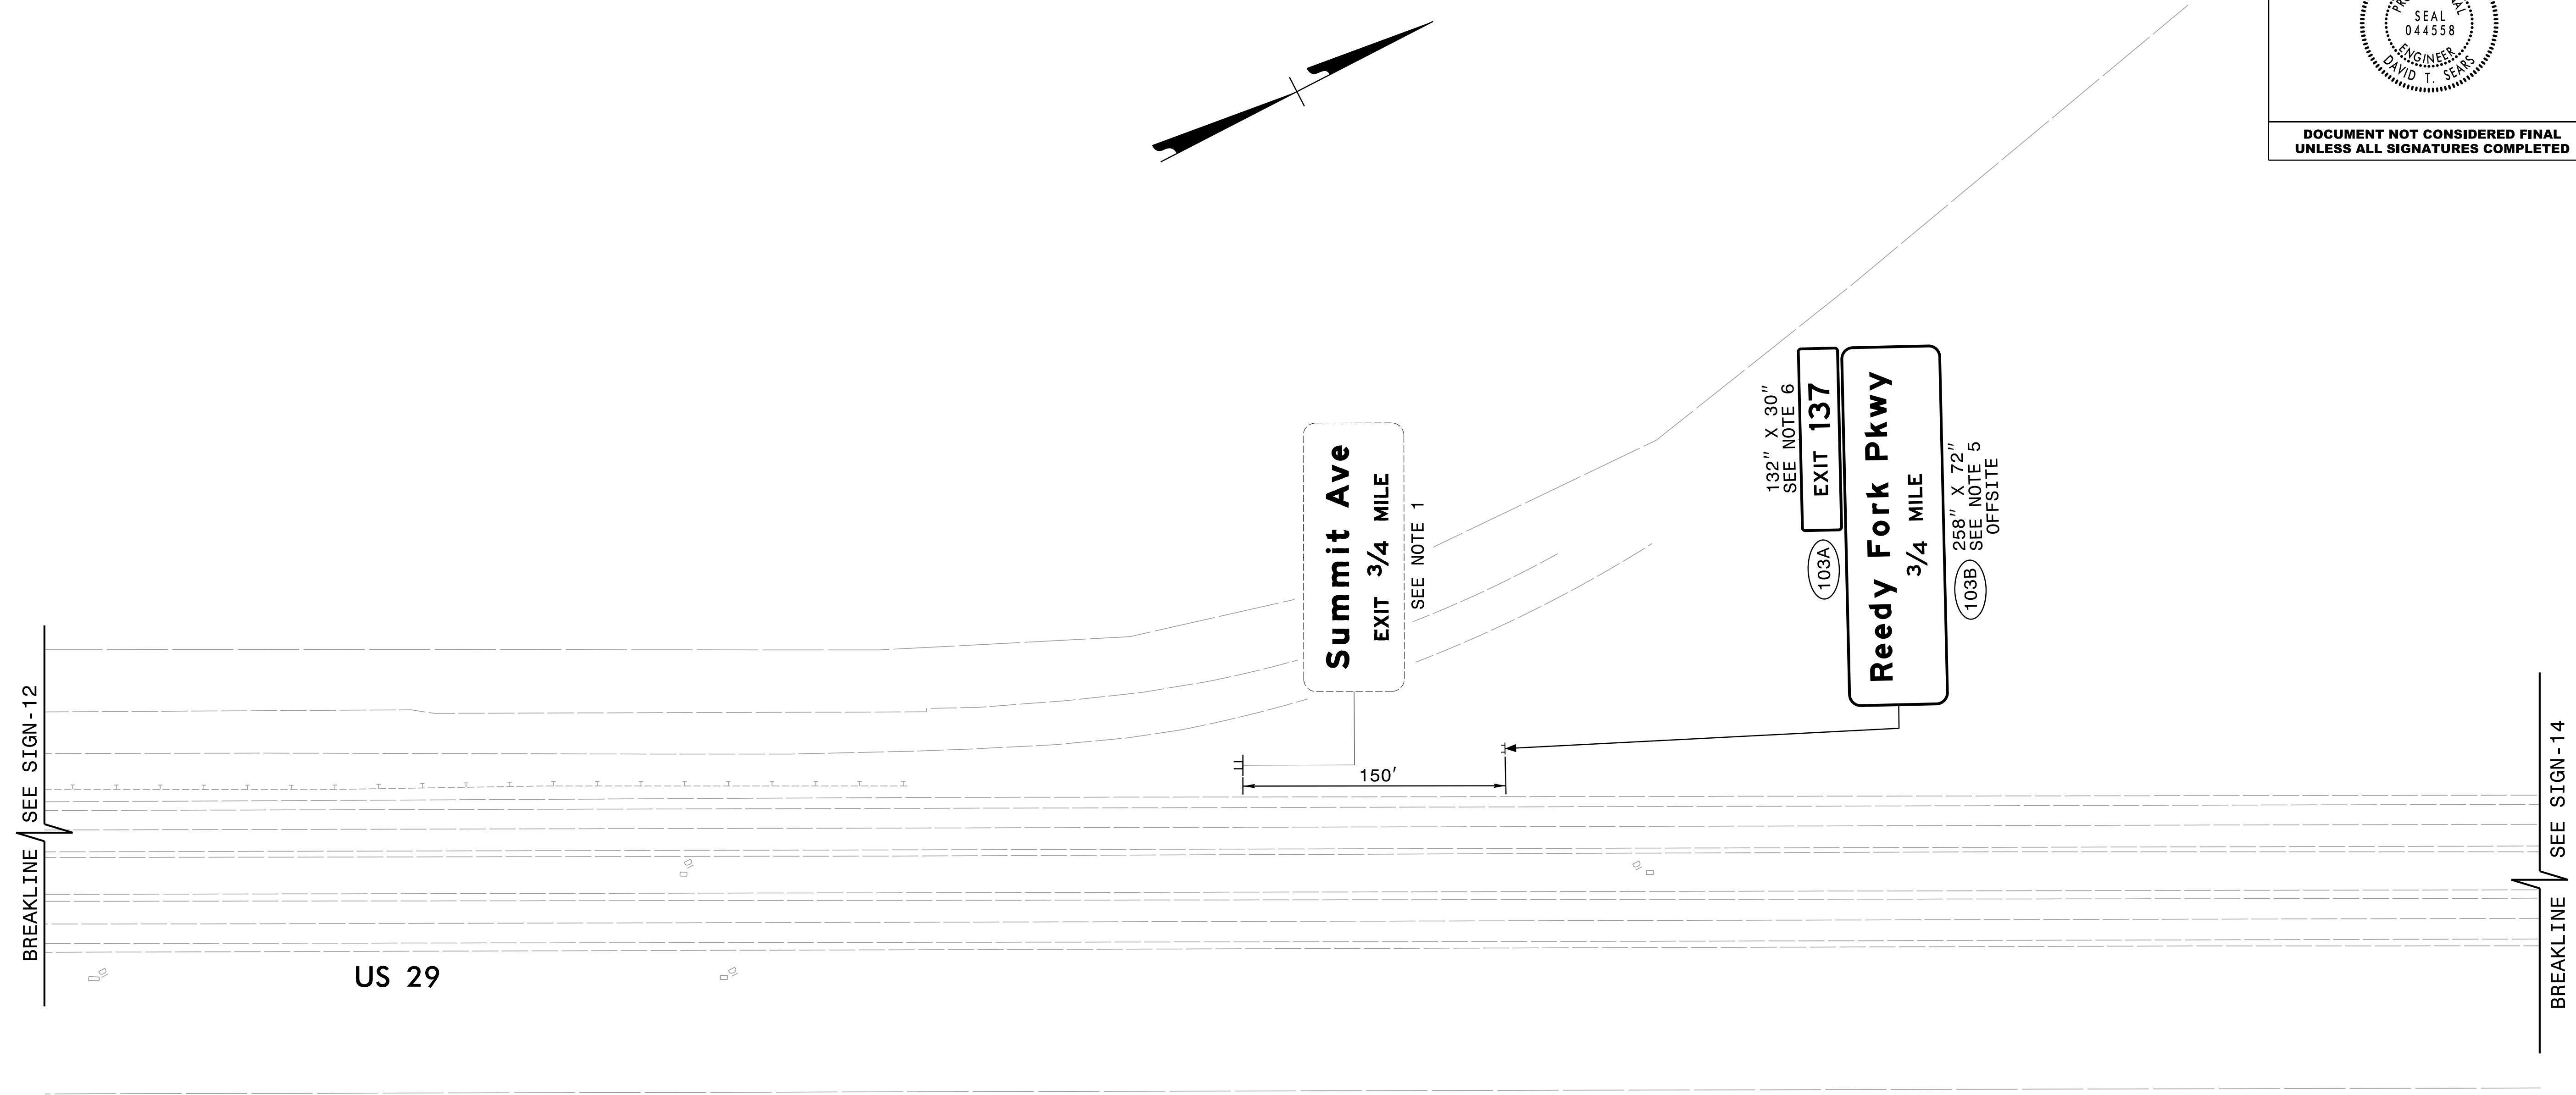 SEAL
044558
ENGINEER
DAVID T. SEARS
DOCUMENT NOT CONSIDERED FINAL
UNLESS ALL SIGNATURES COMPLETED
132" X 30"
SEE NOTE 6
EXIT 137
103A
Reedy Fork Pkwy
3/4 MILE
258" X 72"
SEE NOTE 5
OFFSITE
103B
Summit Ave
EXIT 3/4 MILE
SEE NOTE 1
150'
BREAKLINE SEE SIGN-12
BREAKLINE SEE SIGN-14
US 29